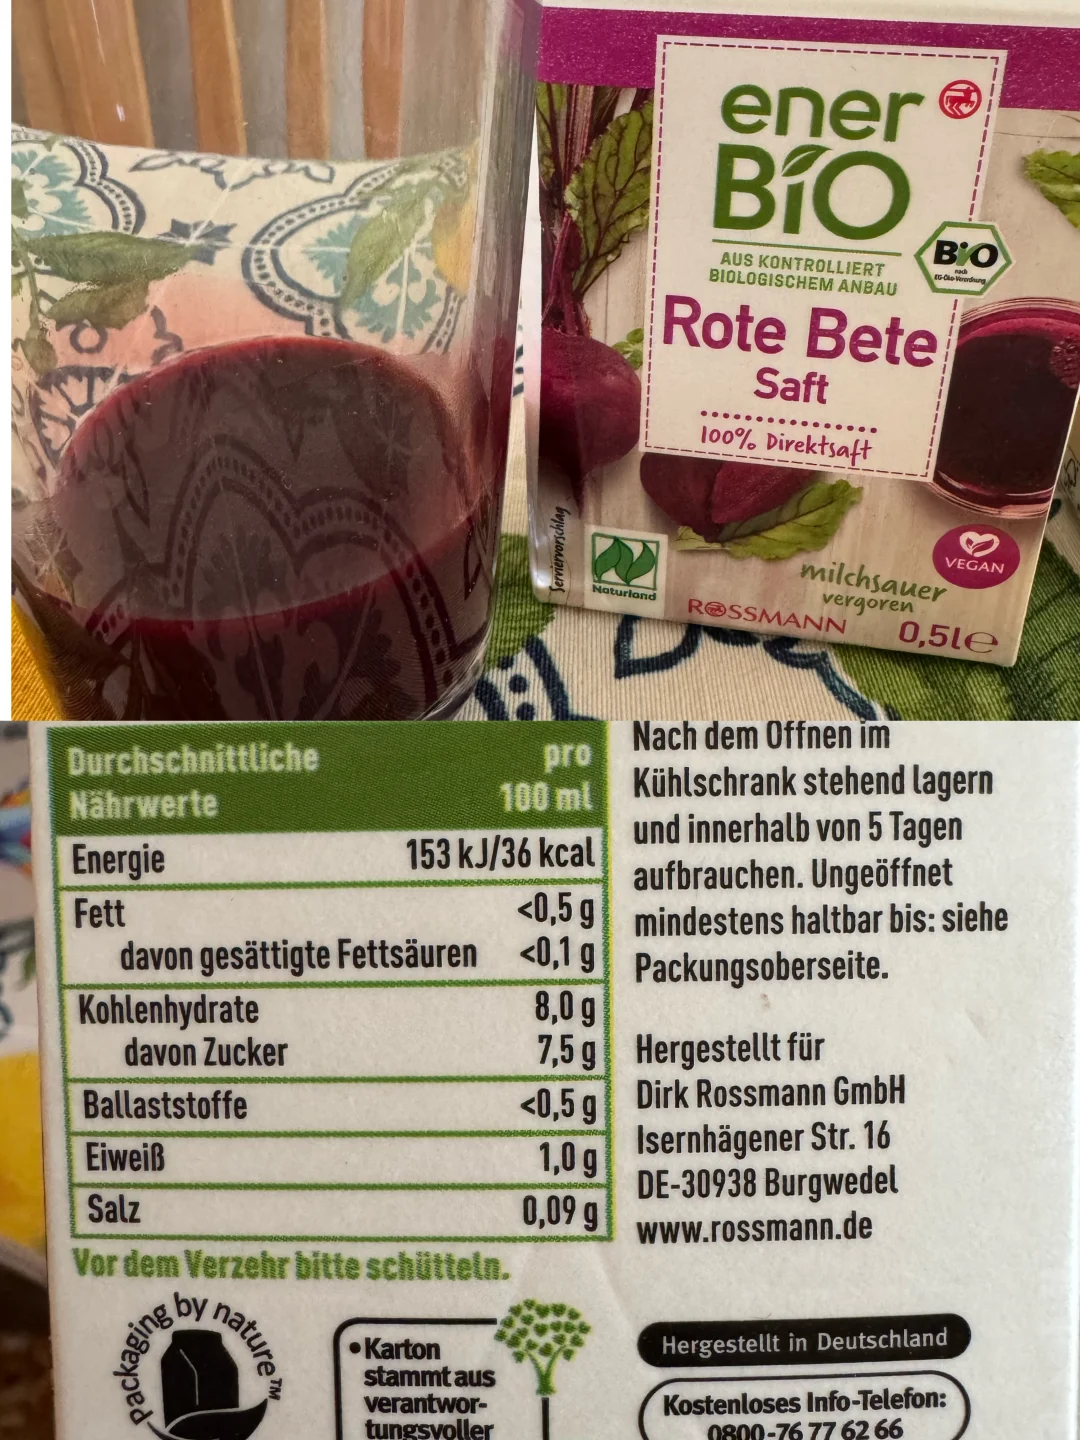 ener
BIO
AUS KONTROLLIERT
BIOLOGISCHEM ANBAU
BIO
nach
EG-Öko-Verordnung
Rote Bete
Saft
100% Direktsaft
Serviervorschlag
Naturland
milchsauer
vergoren
VEGAN
ROSSMANN
0,5l e
Durchschnittliche pro
Nährwerte 100 ml
Energie 153 kJ/36 kcal
Fett <0,5 g
davon gesättigte Fettsäuren <0,1 g
Kohlenhydrate 8,0 g
davon Zucker 7,5 g
Ballaststoffe <0,5 g
Eiweiß 1,0 g
Salz 0,09 g
Vor dem Verzehr bitte schütteln.
Packaging by nature™
• Karton
stammt aus
verantwor-
tungsvoller
Nach dem Öffnen im
Kühlschrank stehend lagern
und innerhalb von 5 Tagen
aufbrauchen. Ungeöffnet
mindestens haltbar bis: siehe
Packungsoberseite.
Hergestellt für
Dirk Rossmann GmbH
Isernhägener Str. 16
DE-30938 Burgwedel
www.rossmann.de
Hergestellt in Deutschland
Kostenloses Info-Telefon:
0800-76 77 62 66